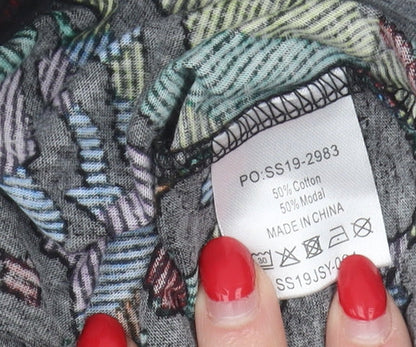 PO:SS19-2983
50% Cotton
50% Modal
MADE IN CHINA